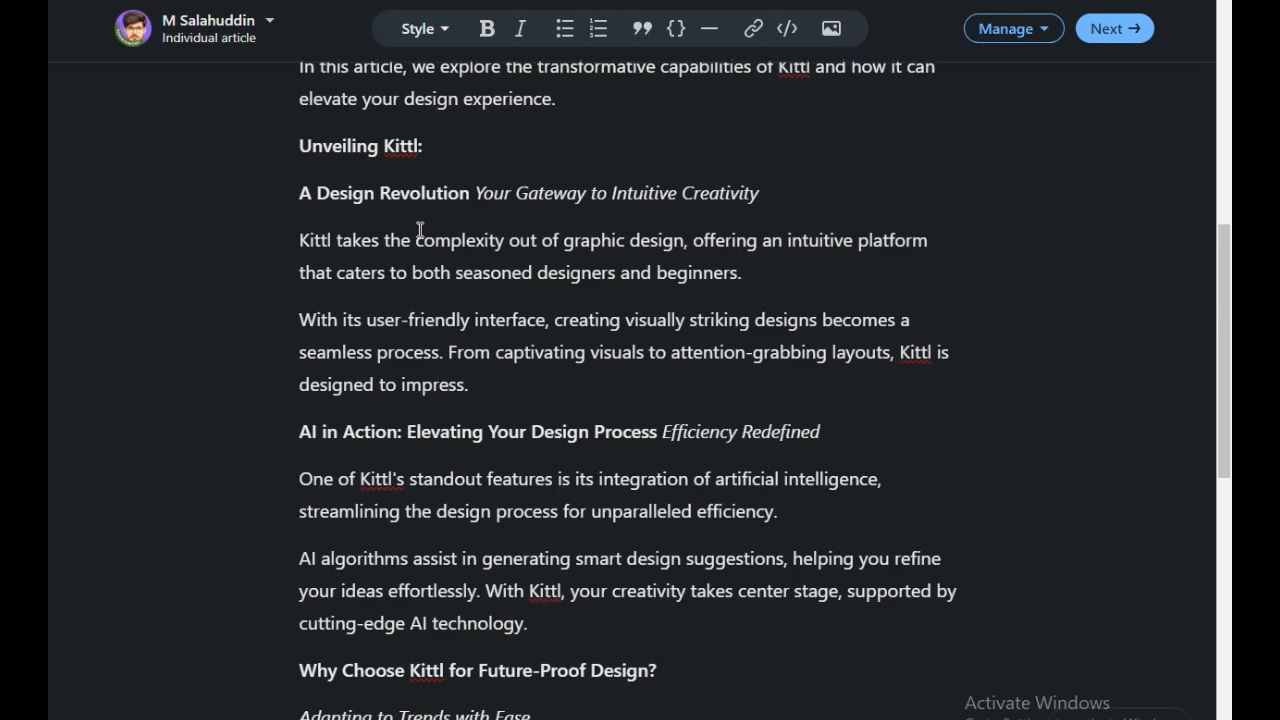 M Salahuddin
Individual article
Style
B
I
Manage
Next →
In this article, we explore the transformative capabilities of Kittl and how it can
elevate your design experience.
Unveiling Kittl:
A Design Revolution Your Gateway to Intuitive Creativity
Kittl takes the complexity out of graphic design, offering an intuitive platform
that caters to both seasoned designers and beginners.
With its user-friendly interface, creating visually striking designs becomes a
seamless process. From captivating visuals to attention-grabbing layouts, Kittl is
designed to impress.
AI in Action: Elevating Your Design Process Efficiency Redefined
One of Kittl's standout features is its integration of artificial intelligence,
streamlining the design process for unparalleled efficiency.
AI algorithms assist in generating smart design suggestions, helping you refine
your ideas effortlessly. With Kittl, your creativity takes center stage, supported by
cutting-edge AI technology.
Why Choose Kittl for Future-Proof Design?
Adapting to Trends with Ease
Activate Windows